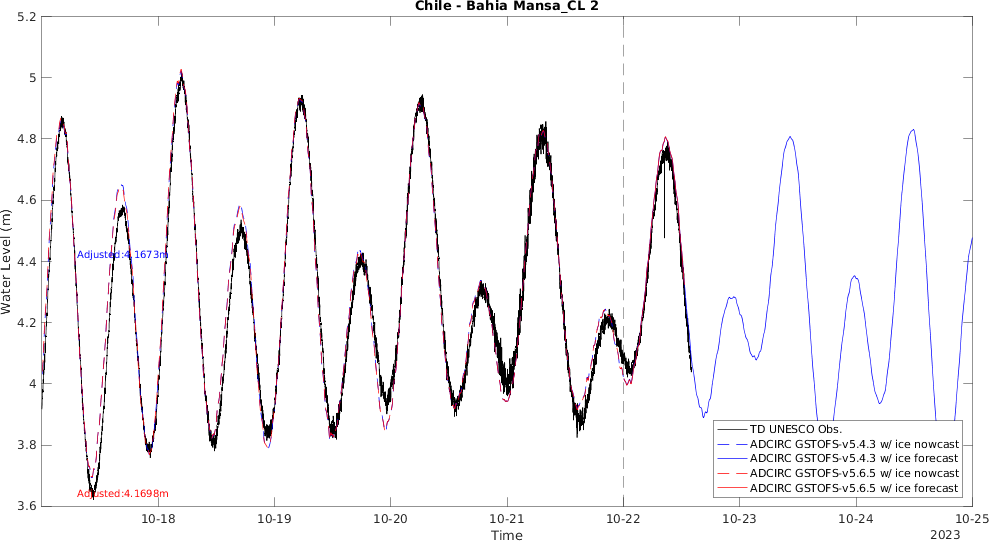 Chile - Bahia Mansa_CL 2
5.2
5
4.8
4.6
4.4
4.2
4
3.8
3.6
Water Level (m)
Adjusted:4.1673m
Adjusted:4.1698m
TD UNESCO Obs.
ADCIRC GSTOFS-v5.4.3 w/ ice nowcast
ADCIRC GSTOFS-v5.4.3 w/ ice forecast
ADCIRC GSTOFS-v5.6.5 w/ ice nowcast
ADCIRC GSTOFS-v5.6.5 w/ ice forecast
10-18 10-19 10-20 10-21 10-22 10-23 10-24 10-25
Time
2023